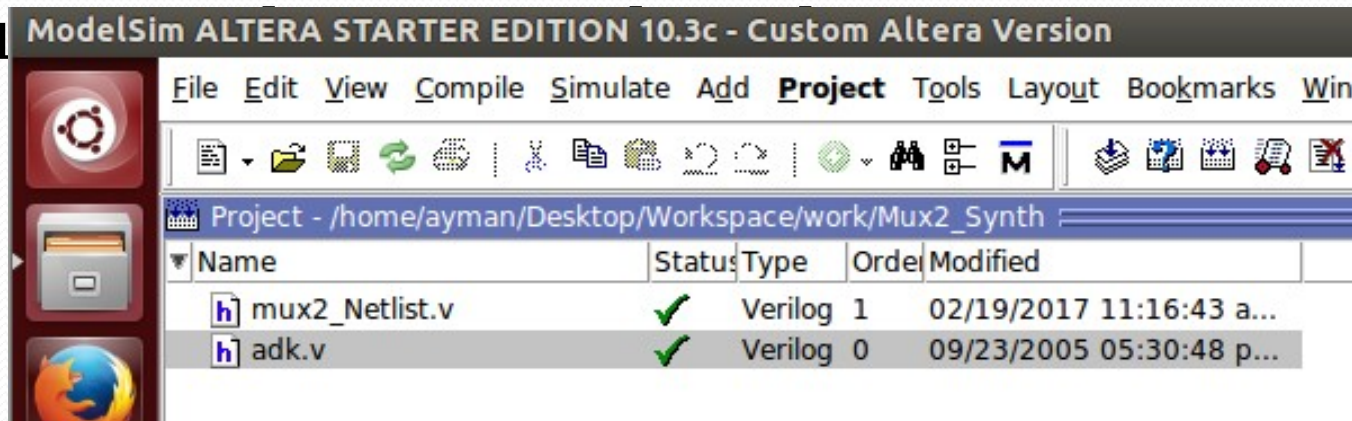 ModelSim ALTERA STARTER EDITION 10.3c - Custom Altera Version
File Edit View Compile Simulate Add Project Tools Layout Bookmarks Win
Project - /home/ayman/Desktop/Workspace/work/Mux2_Synth
Name Status Type Order Modified
mux2_Netlist.v Verilog 1 02/19/2017 11:16:43 a...
adk.v Verilog 0 09/23/2005 05:30:48 p...